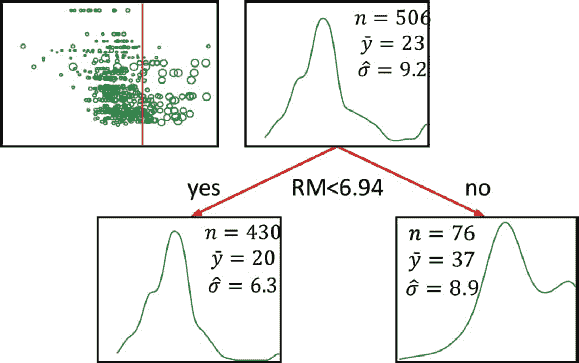 n = 506
ȳ = 23
σ̂ = 9.2
yes RM<6.94 no
n = 430
ȳ = 20
σ̂ = 6.3
n = 76
ȳ = 37
σ̂ = 8.9